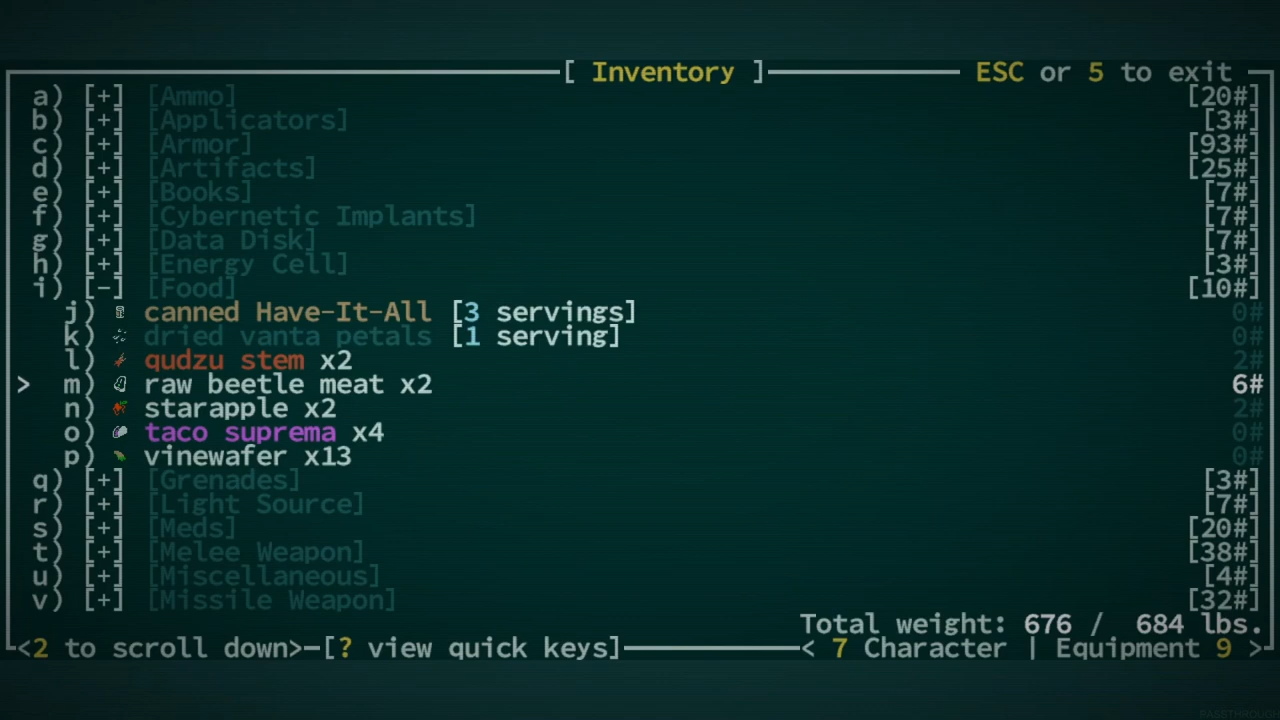 [ Inventory ] ESC or 5 to exit
a) [+] [Ammo] [20#]
b) [+] [Applicators] [3#]
c) [+] [Armor] [93#]
d) [+] [Artifacts] [25#]
e) [+] [Books] [7#]
f) [+] [Cybernetic Implants] [7#]
g) [+] [Data Disk] [7#]
h) [+] [Energy Cell] [3#]
i) [-] [Food] [10#]
j) canned Have-It-All [3 servings] 0#
k) dried vanta petals [1 serving] 0#
l) qudzu stem x2 2#
> m) raw beetle meat x2 6#
n) starapple x2 2#
o) taco suprema x4 0#
p) vinewafer x13 0#
q) [+] [Grenades] [3#]
r) [+] [Light Source] [7#]
s) [+] [Meds] [20#]
t) [+] [Melee Weapon] [38#]
u) [+] [Miscellaneous] [4#]
v) [+] [Missile Weapon] [32#]
Total weight: 676 / 684 lbs.
<2 to scroll down> [? view quick keys] < 7 Character | Equipment 9 >